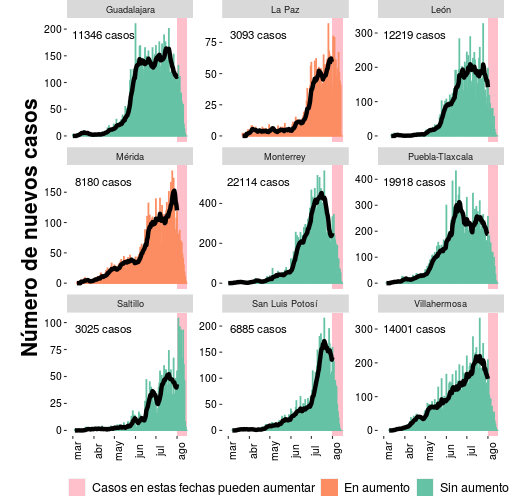 Número de nuevos casos
Guadalajara
La Paz
León
200
150
100
50
0
11346 casos
75
50
25
0
3093 casos
300
200
100
0
12219 casos
Mérida
Monterrey
Puebla-Tlaxcala
150
100
50
0
8180 casos
400
200
0
22114 casos
400
300
200
100
0
19918 casos
Saltillo
San Luis Potosí
Villahermosa
100
75
50
25
0
3025 casos
200
150
100
50
0
6885 casos
300
200
100
0
14001 casos
mar abr may jun jul ago
mar abr may jun jul ago
mar abr may jun jul ago
Casos en estas fechas pueden aumentar En aumento Sin aumento